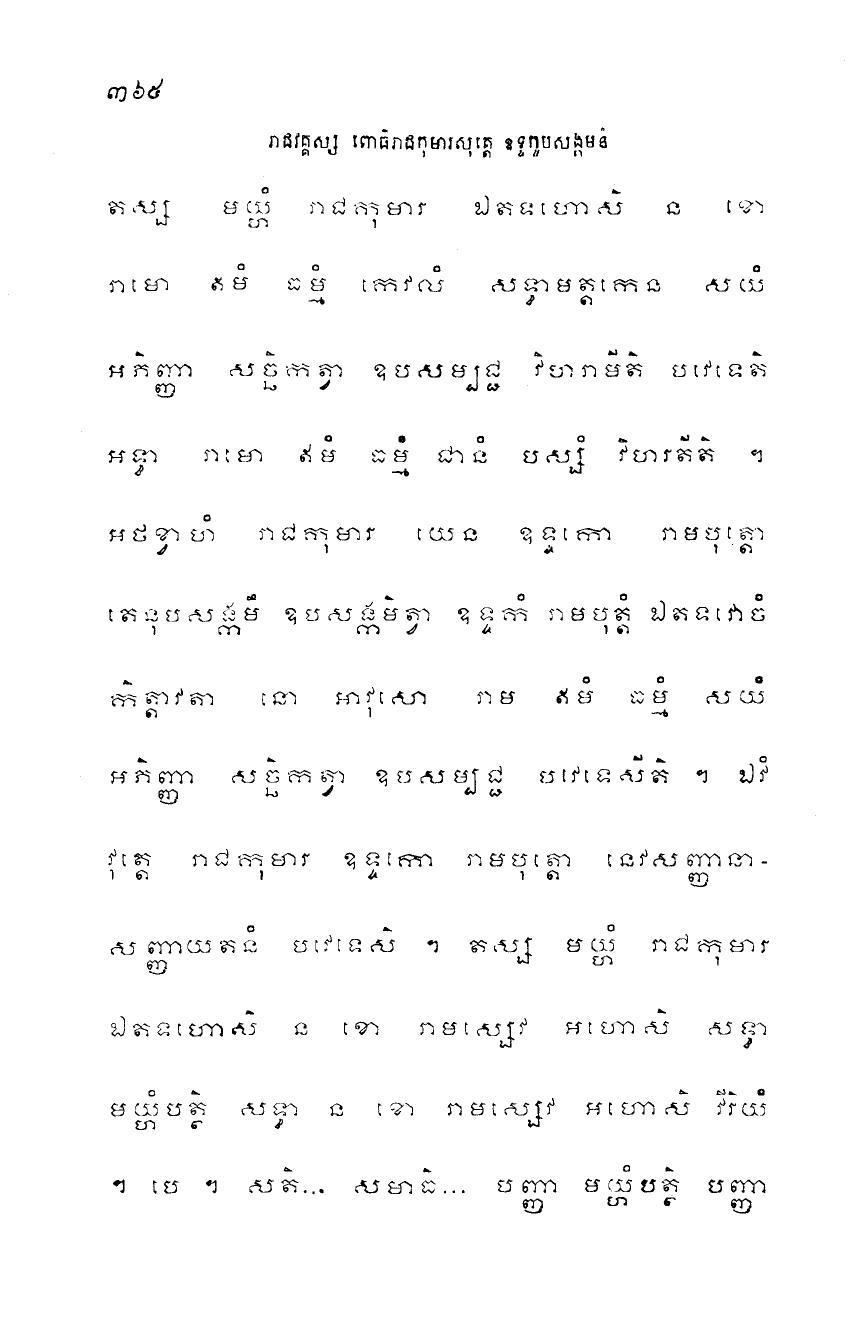 ៣៦៥
រាជវគ្គស្ស ពោធិរាជកុមារសុត្តេ ឧទ្ទកូបសង្កមនំ
តស្ស មយ្ហំ រាជកុមារ ឯតទហោសិ ន ខោ
រាមោ ឥមំ ធម្មំ កេវលំ សទ្ធាមត្តកេន សយំ
អភិញ្ញា សច្ឆិកត្វា ឧបសម្បជ្ជ វិហរាមីតិ បវេទេតិ
អទ្ធា រាមោ ឥមំ ធម្មំ ជានំ បស្សំ វិហរតីតិ ។
អថខ្វាហំ រាជកុមារ យេន ឧទ្ទកោ រាមបុត្តោ
តេនុបសង្កមឹ ឧបសង្កមិត្វា ឧទ្ទកំ រាមបុត្តំ ឯតទវោចំ
កិត្តាវតា នោ អាវុសោ រាម ឥមំ ធម្មំ សយំ
អភិញ្ញា សច្ឆិកត្វា ឧបសម្បជ្ជ បវេទេសីតិ ។ ឯវំ
វុត្តេ រាជកុមារ ឧទ្ទកោ រាមបុត្តោ នេវសញ្ញានា-
សញ្ញាយតនំ បវេទេសិ ។ តស្ស មយ្ហំ រាជកុមារ
ឯតទហោសិ ន ខោ រាមស្សេវ អហោសិ សទ្ធា
មយ្ហំបត្ថិ សទ្ធា ន ខោ រាមស្សេវ អហោសិ វីរិយំ
។ បេ ។ សតិ... សមាធិ... បញ្ញា មយ្ហំបត្ថិ បញ្ញា